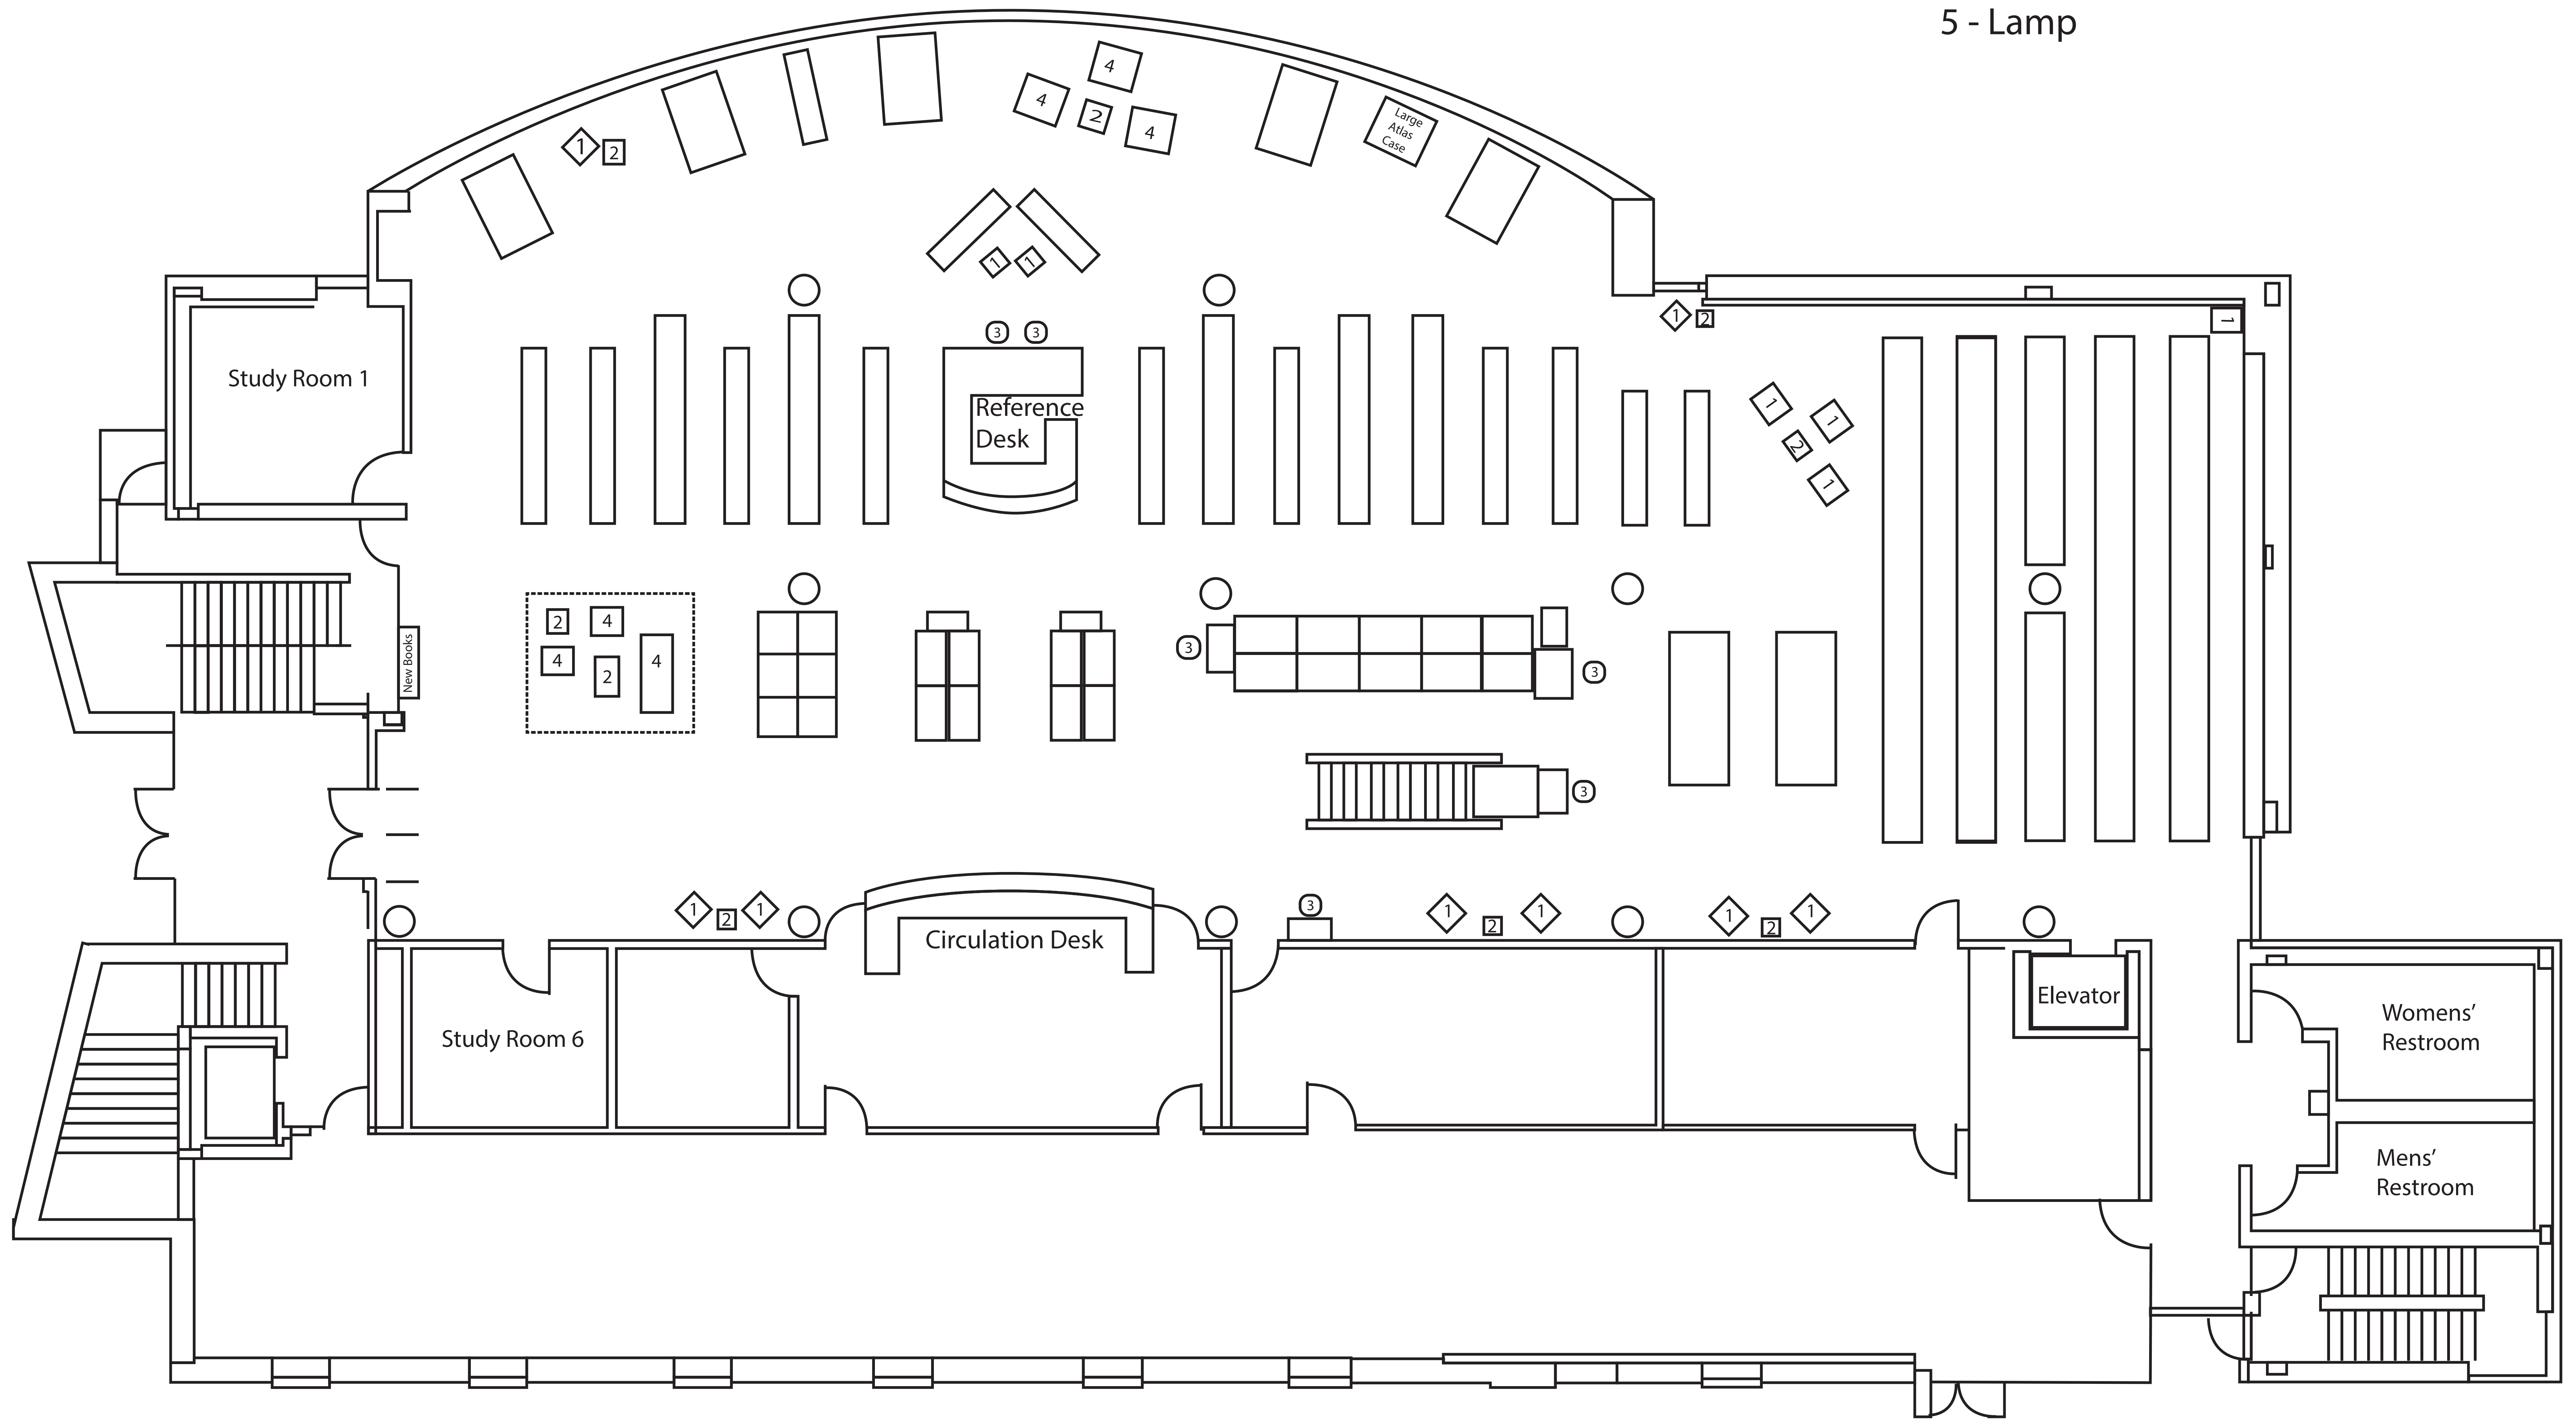 5 - Lamp
4
4
2
4
Large
Atlas
Case
1
2
1
1
1
2
1
3
3
Study Room 1
Reference
Desk
1
1
2
1
2
4
4
2
4
New Books
3
3
3
1
2
1
3
1
2
1
1
2
1
Circulation Desk
Study Room 6
Elevator
Womens’
Restroom
Mens’
Restroom